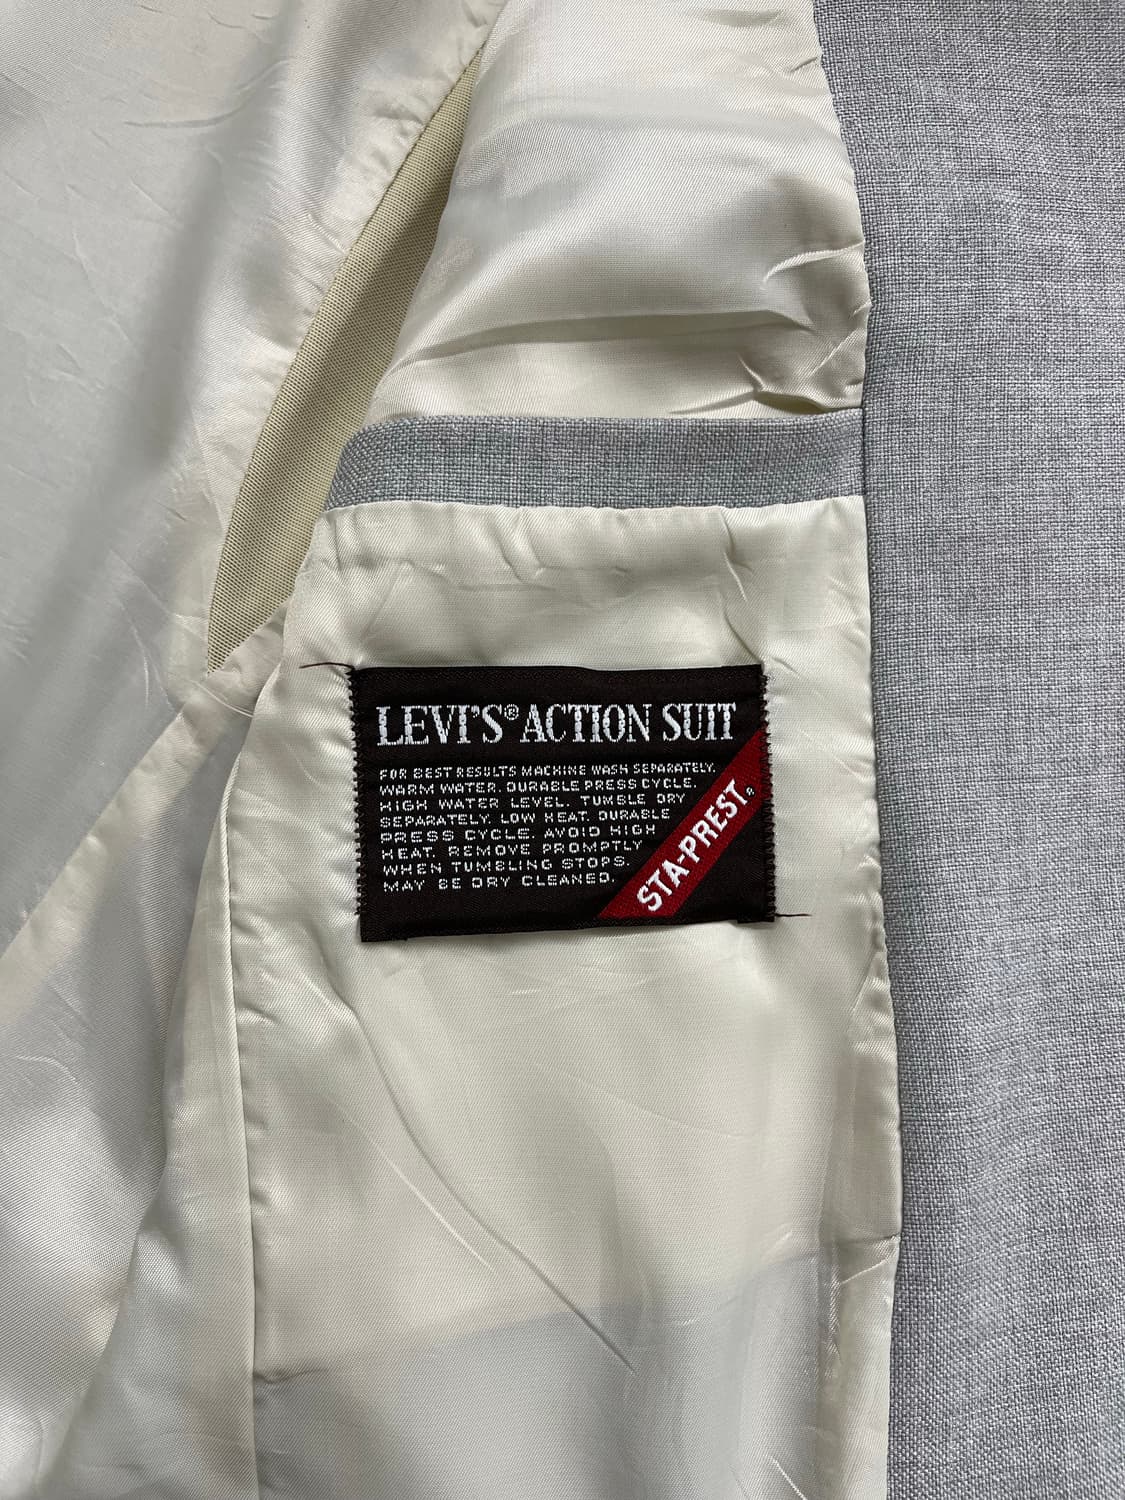 LEVI'S® ACTION SUIT
FOR BEST RESULTS MACHINE WASH SEPARATELY.
WARM WATER. DURABLE PRESS CYCLE.
HIGH WATER LEVEL. TUMBLE DRY
SEPARATELY. LOW HEAT. DURABLE
PRESS CYCLE. AVOID HIGH
HEAT. REMOVE PROMPTLY
WHEN TUMBLING STOPS.
MAY BE DRY CLEANED.
STA-PREST®